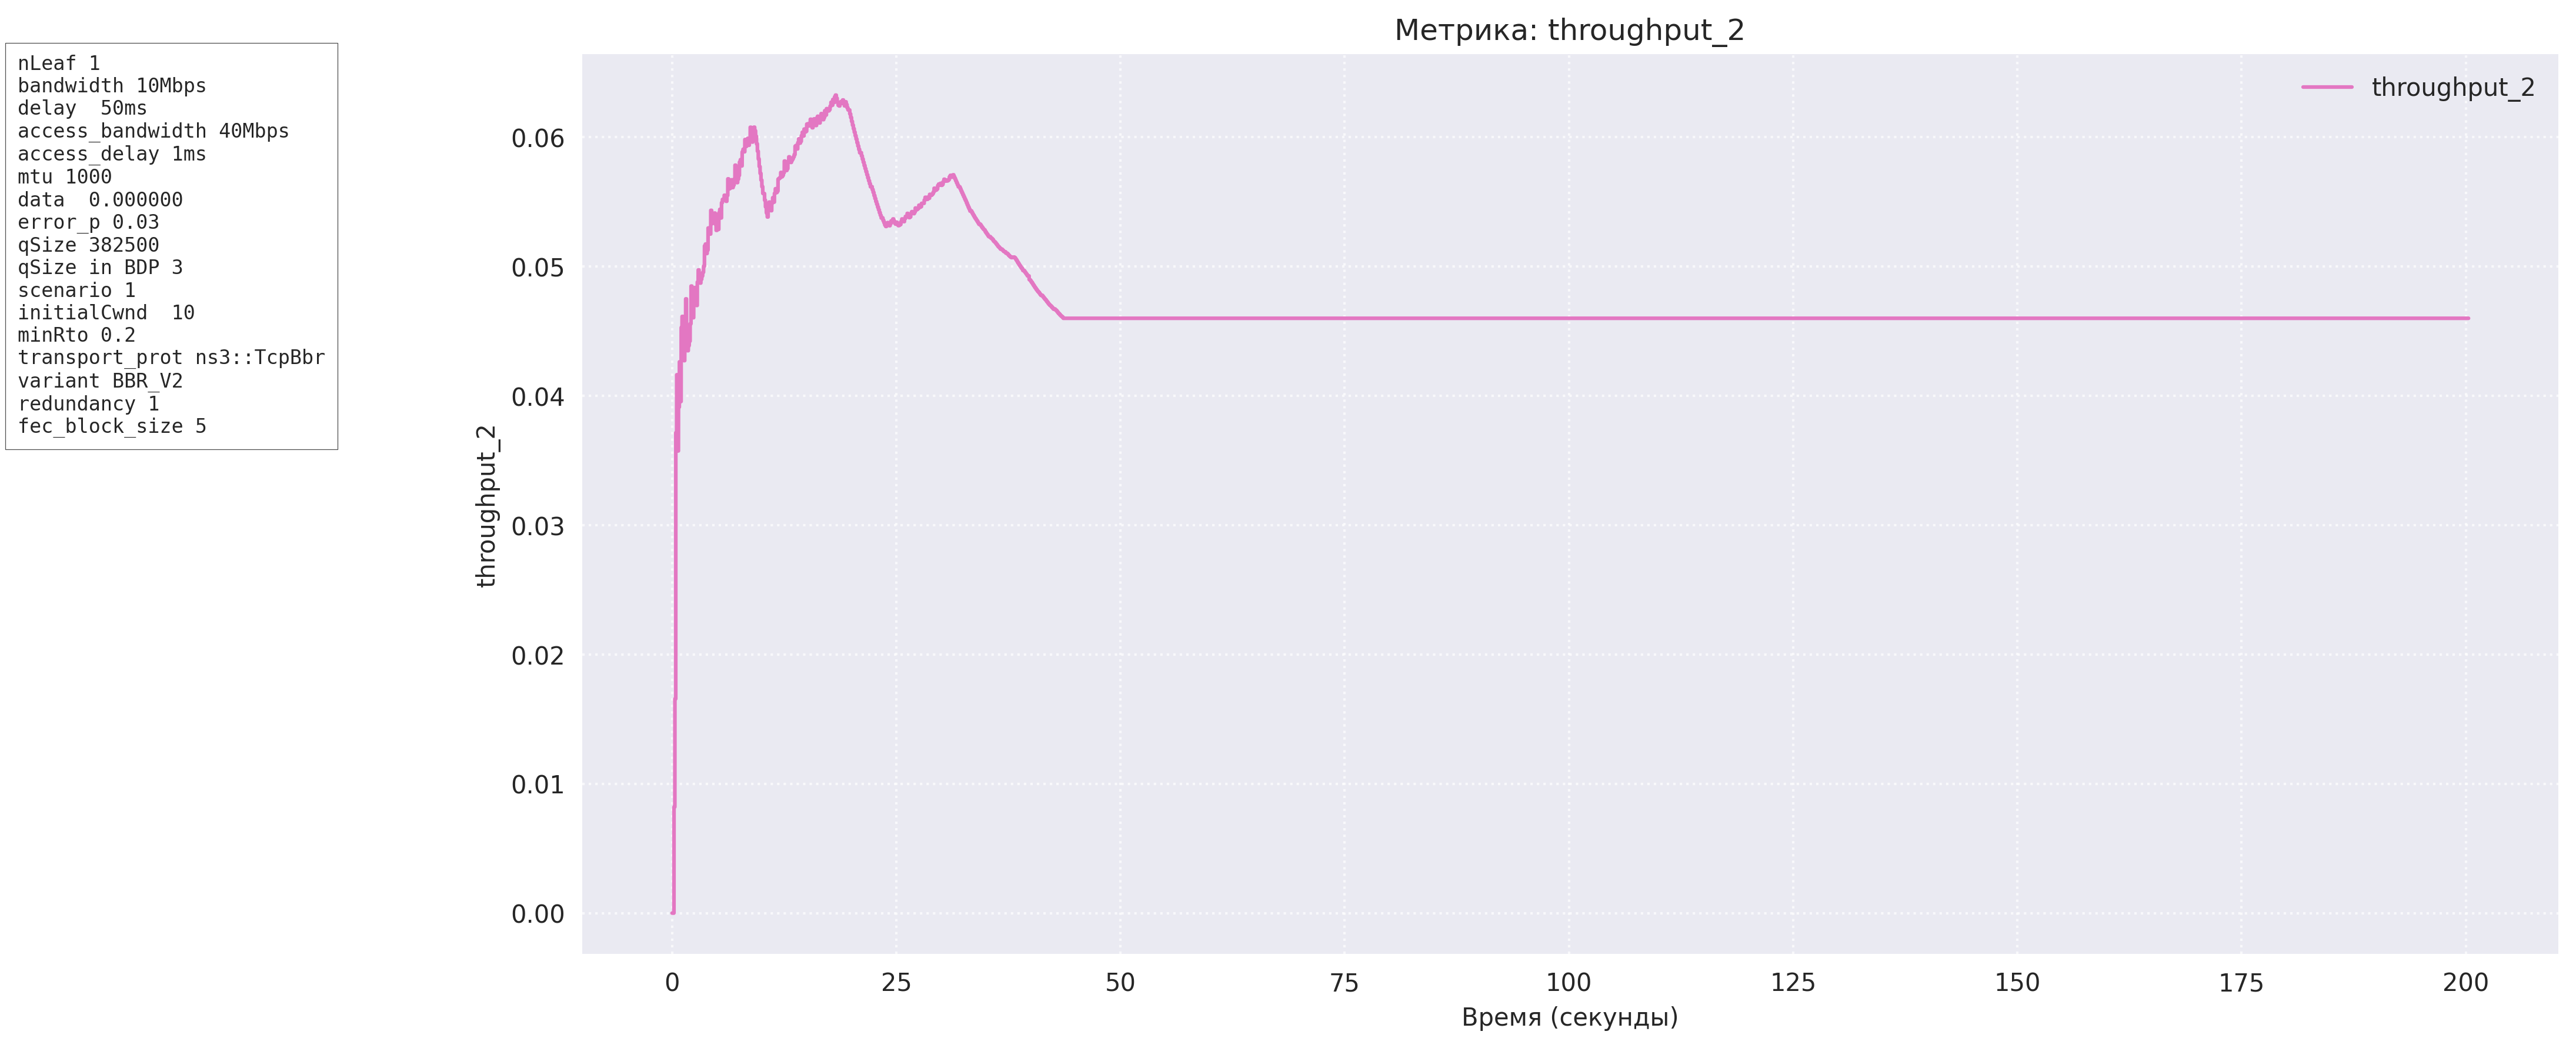 Метрика: throughput_2
nLeaf 1
bandwidth 10Mbps
delay  50ms
access_bandwidth 40Mbps
access_delay 1ms
mtu 1000
data  0.000000
error_p 0.03
qSize 382500
qSize in BDP 3
scenario 1
initialCwnd  10
minRto 0.2
transport_prot ns3::TcpBbr
variant BBR_V2
redundancy 1
fec_block_size 5
throughput_2
throughput_2
0.06
0.05
0.04
0.03
0.02
0.01
0.00
0 25 50 75 100 125 150 175 200
Время (секунды)